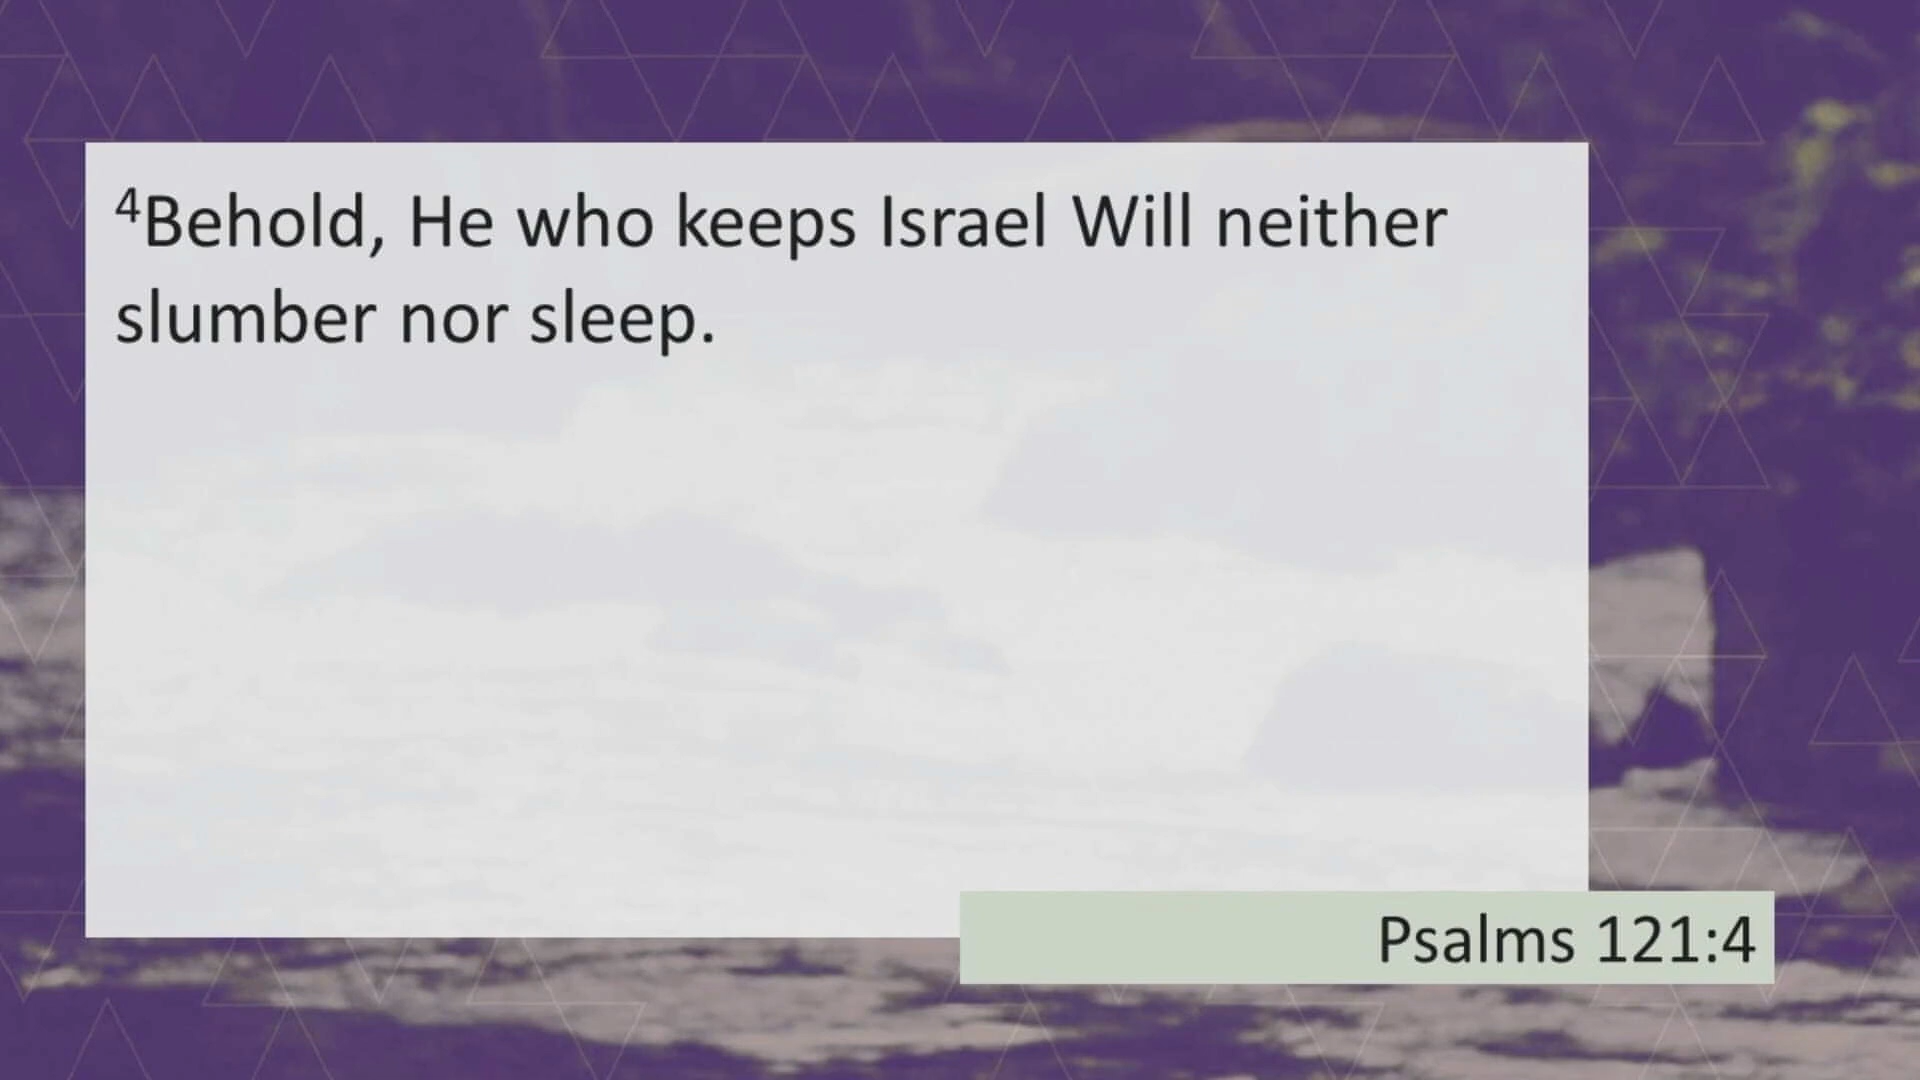 ⁴Behold, He who keeps Israel Will neither
slumber nor sleep.
Psalms 121:4